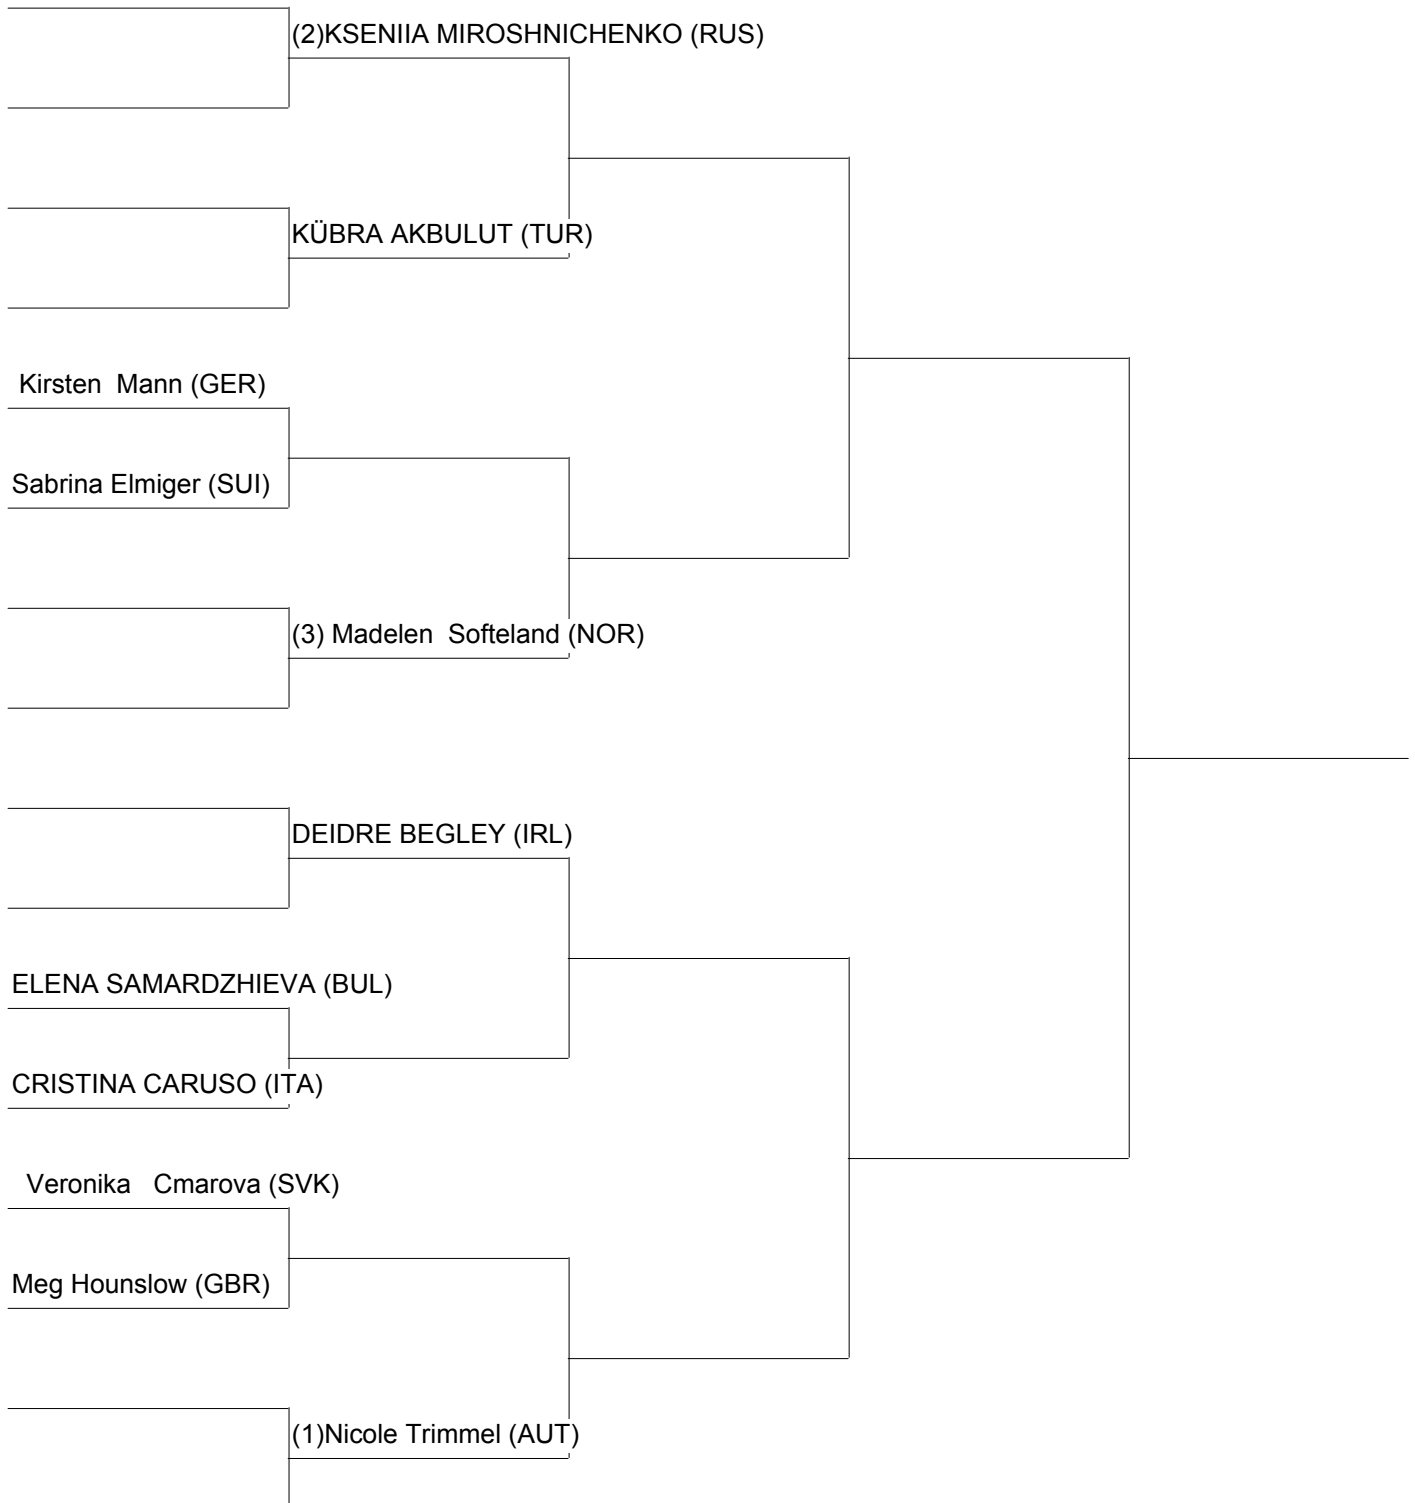 (2)KSENIIA MIROSHNICHENKO (RUS)
KÜBRA AKBULUT (TUR)
Kirsten  Mann (GER)
Sabrina Elmiger (SUI)
(3) Madelen  Softeland (NOR)
DEIDRE BEGLEY (IRL)
ELENA SAMARDZHIEVA (BUL)
CRISTINA CARUSO (ITA)
Veronika   Cmarova (SVK)
Meg Hounslow (GBR)
(1)Nicole Trimmel (AUT)